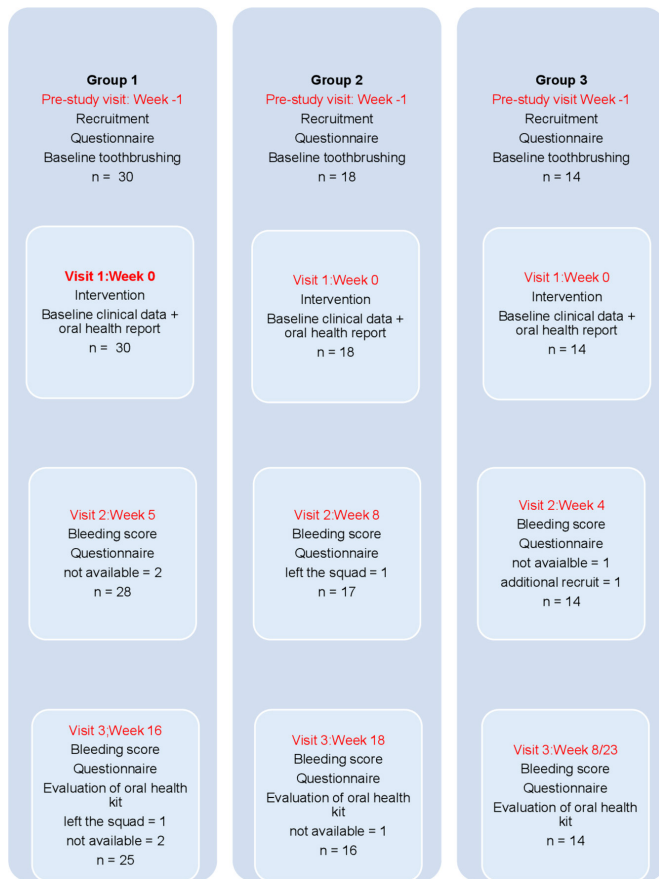 Group 1
Pre-study visit: Week -1
Recruitment
Questionnaire
Baseline toothbrushing
n = 30
Visit 1:Week 0
Intervention
Baseline clinical data +
oral health report
n = 30
Visit 2:Week 5
Bleeding score
Questionnaire
not available = 2
n = 28
Visit 3;Week 16
Bleeding score
Questionnaire
Evaluation of oral health
kit
left the squad = 1
not available = 2
n = 25
Group 2
Pre-study visit: Week -1
Recruitment
Questionnaire
Baseline toothbrushing
n = 18
Visit 1:Week 0
Intervention
Baseline clinical data +
oral health report
n = 18
Visit 2:Week 8
Bleeding score
Questionnaire
left the squad = 1
n = 17
Visit 3:Week 18
Bleeding score
Questionnaire
Evaluation of oral health
kit
not available = 1
n = 16
Group 3
Pre-study visit Week -1
Recruitment
Questionnaire
Baseline toothbrushing
n = 14
Visit 1:Week 0
Intervention
Baseline clinical data +
oral health report
n = 14
Visit 2:Week 4
Bleeding score
Questionnaire
not avaialble = 1
additional recruit = 1
n = 14
Visit 3:Week 8/23
Bleeding score
Questionnaire
Evaluation of oral health
kit
n = 14